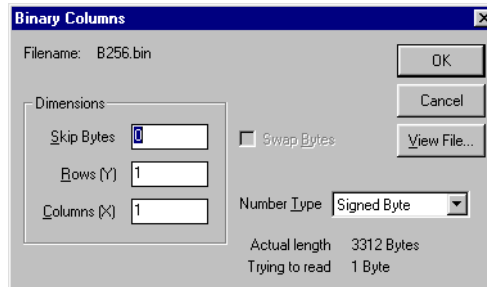 Binary Columns
Filename: B256.bin
OK
Dimensions
Cancel
Skip Bytes 0
Swap Bytes
View File...
Rows (Y) 1
Columns (X) 1
Number Type Signed Byte
Actual length 3312 Bytes
Trying to read 1 Byte